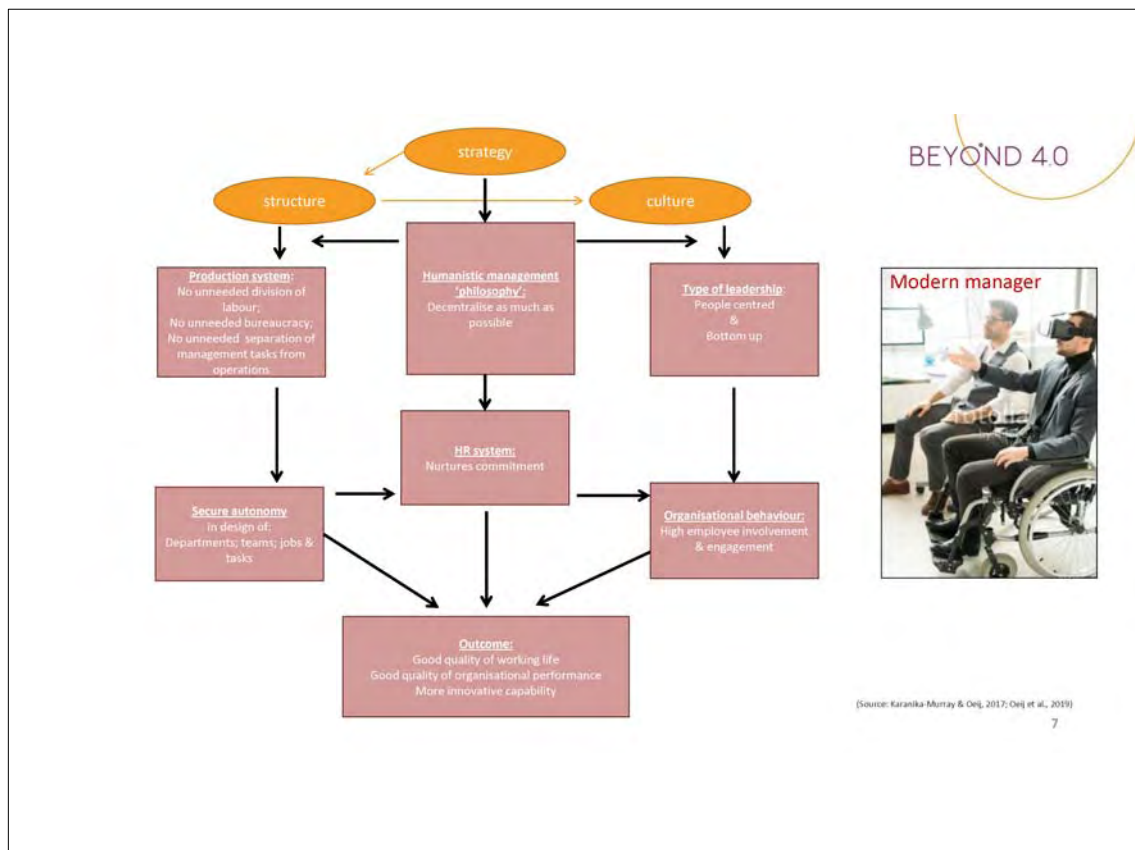 strategy
BEYOND 4.0
structure
culture
Production system:
No unneeded division of
labour;
No unneeded bureaucracy;
No unneeded separation of
management tasks from
operations
Humanistic management
'philosophy':
Decentralise as much as
possible
Type of leadership:
People centred
&
Bottom up
Modern manager
fotolia
HR system:
Nurtures commitment
Secure autonomy
In design of:
Departments; teams; jobs &
tasks
Organisational behaviour:
High employee involvement
& engagement
Outcome:
Good quality of working life
Good quality of organisational performance
More innovative capability
(Source: Karanika-Murray & Oeij, 2017; Oeij et al., 2019)
7